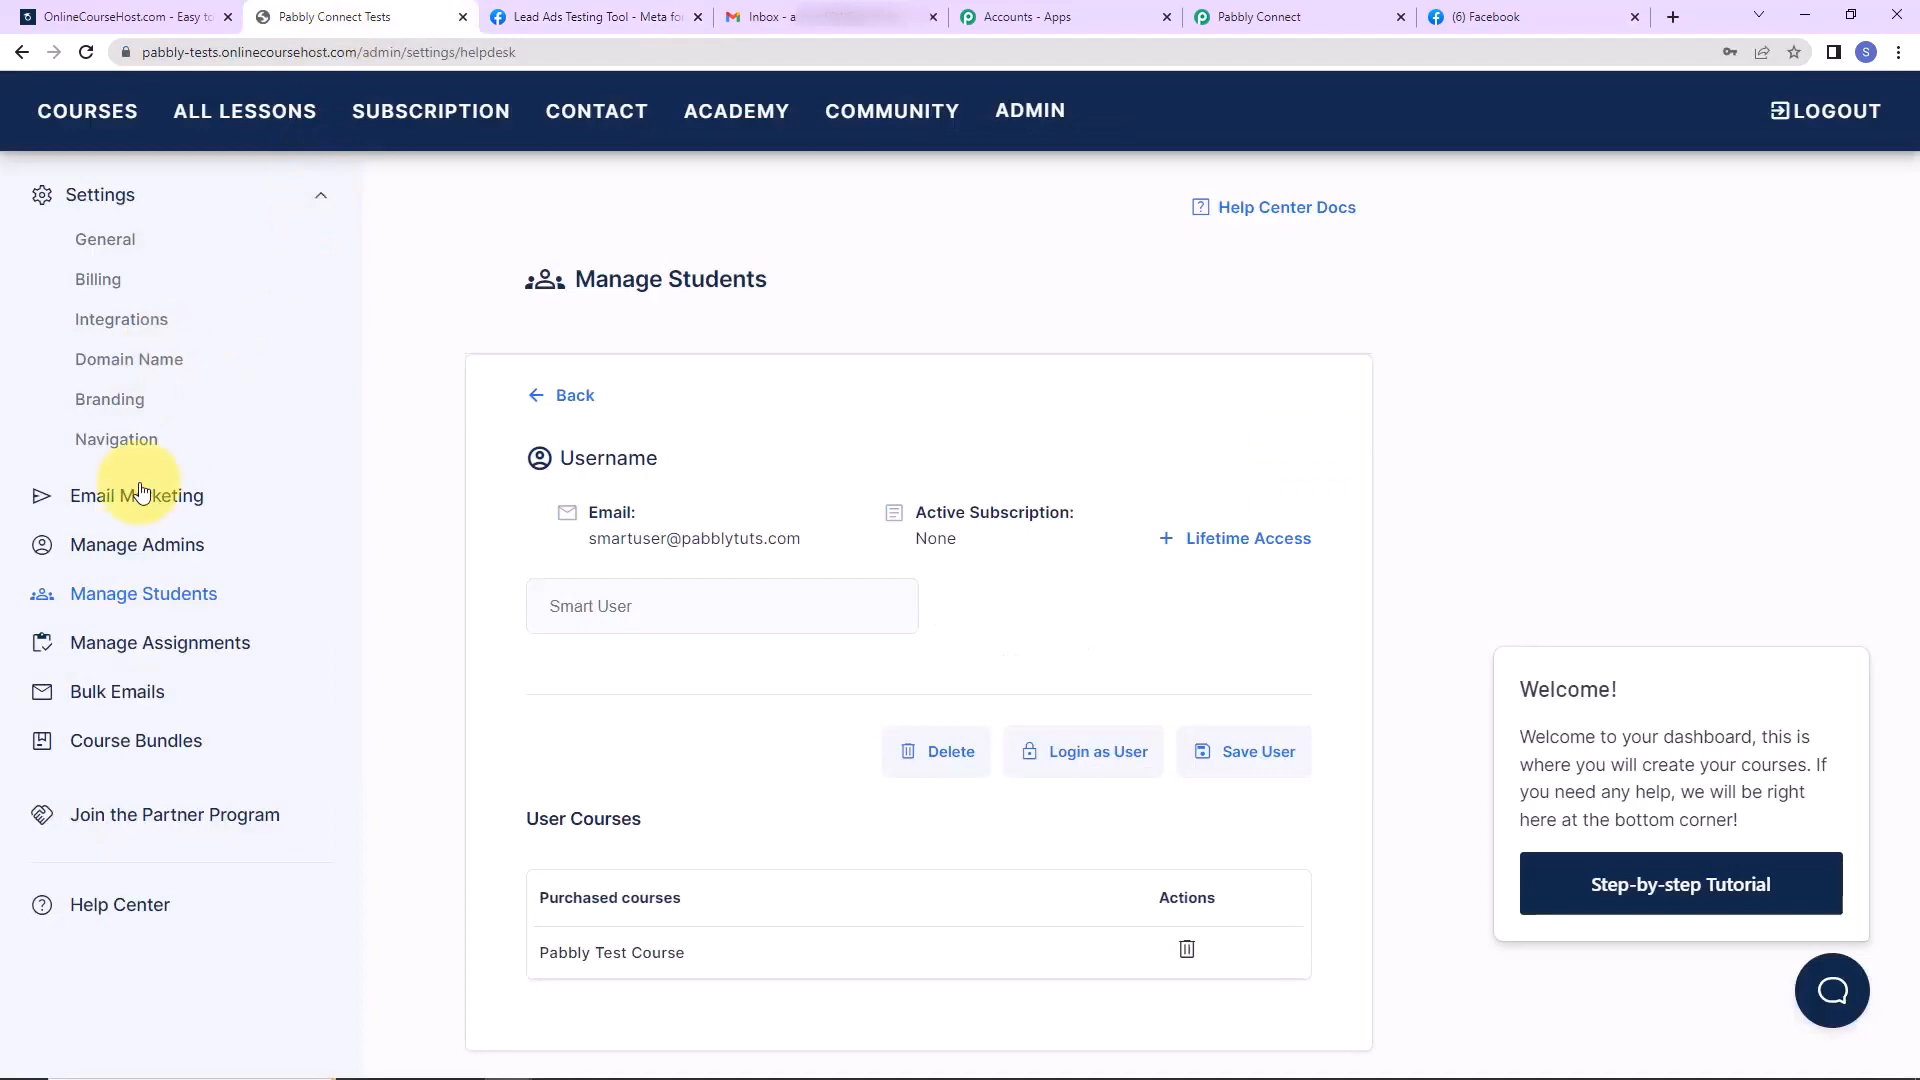 OnlineCourseHost.com - Easy to
Pabbly Connect Tests
Lead Ads Testing Tool - Meta fo
Inbox - a
Accounts - Apps
Pabbly Connect
(6) Facebook
pabbly-tests.onlinecoursehost.com/admin/settings/helpdesk
S
COURSES
ALL LESSONS
SUBSCRIPTION
CONTACT
ACADEMY
COMMUNITY
ADMIN
LOGOUT
Settings
General
Billing
Integrations
Domain Name
Branding
Navigation
Email Marketing
Manage Admins
Manage Students
Manage Assignments
Bulk Emails
Course Bundles
Join the Partner Program
Help Center
Help Center Docs
Manage Students
Back
Username
Email:
smartuser@pabblytuts.com
Active Subscription:
None
+ Lifetime Access
Smart User
Delete
Login as User
Save User
User Courses
Purchased courses
Actions
Pabbly Test Course
Welcome!
Welcome to your dashboard, this is
where you will create your courses. If
you need any help, we will be right
here at the bottom corner!
Step-by-step Tutorial